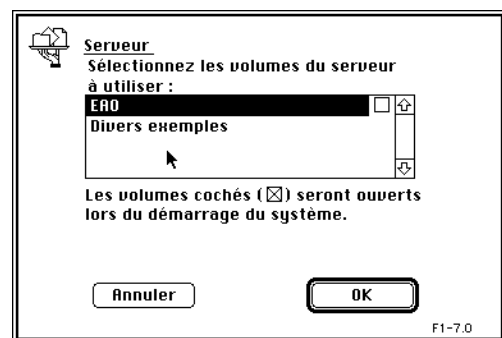 Serveur
Sélectionnez les volumes du serveur
à utiliser :
EAO
Divers exemples
Les volumes cochés (☒) seront ouverts
lors du démarrage du système.
Annuler OK
F1-7.0